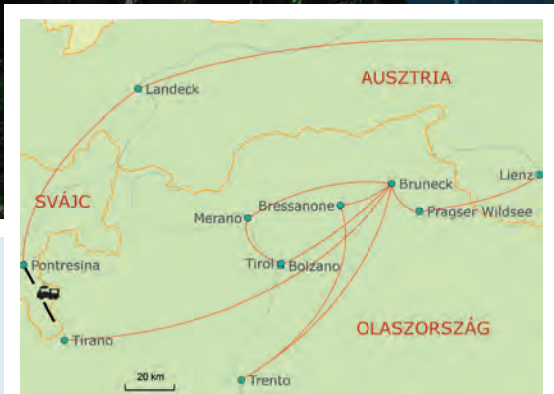 AUSZTRIA
Landeck
Lienz
Bruneck
SVÁJC
Bressanone
Merano
Pragser Wildsee
Tirol
Bolzano
Pontresina
OLASZORSZÁG
Tirano
20 km
Trento